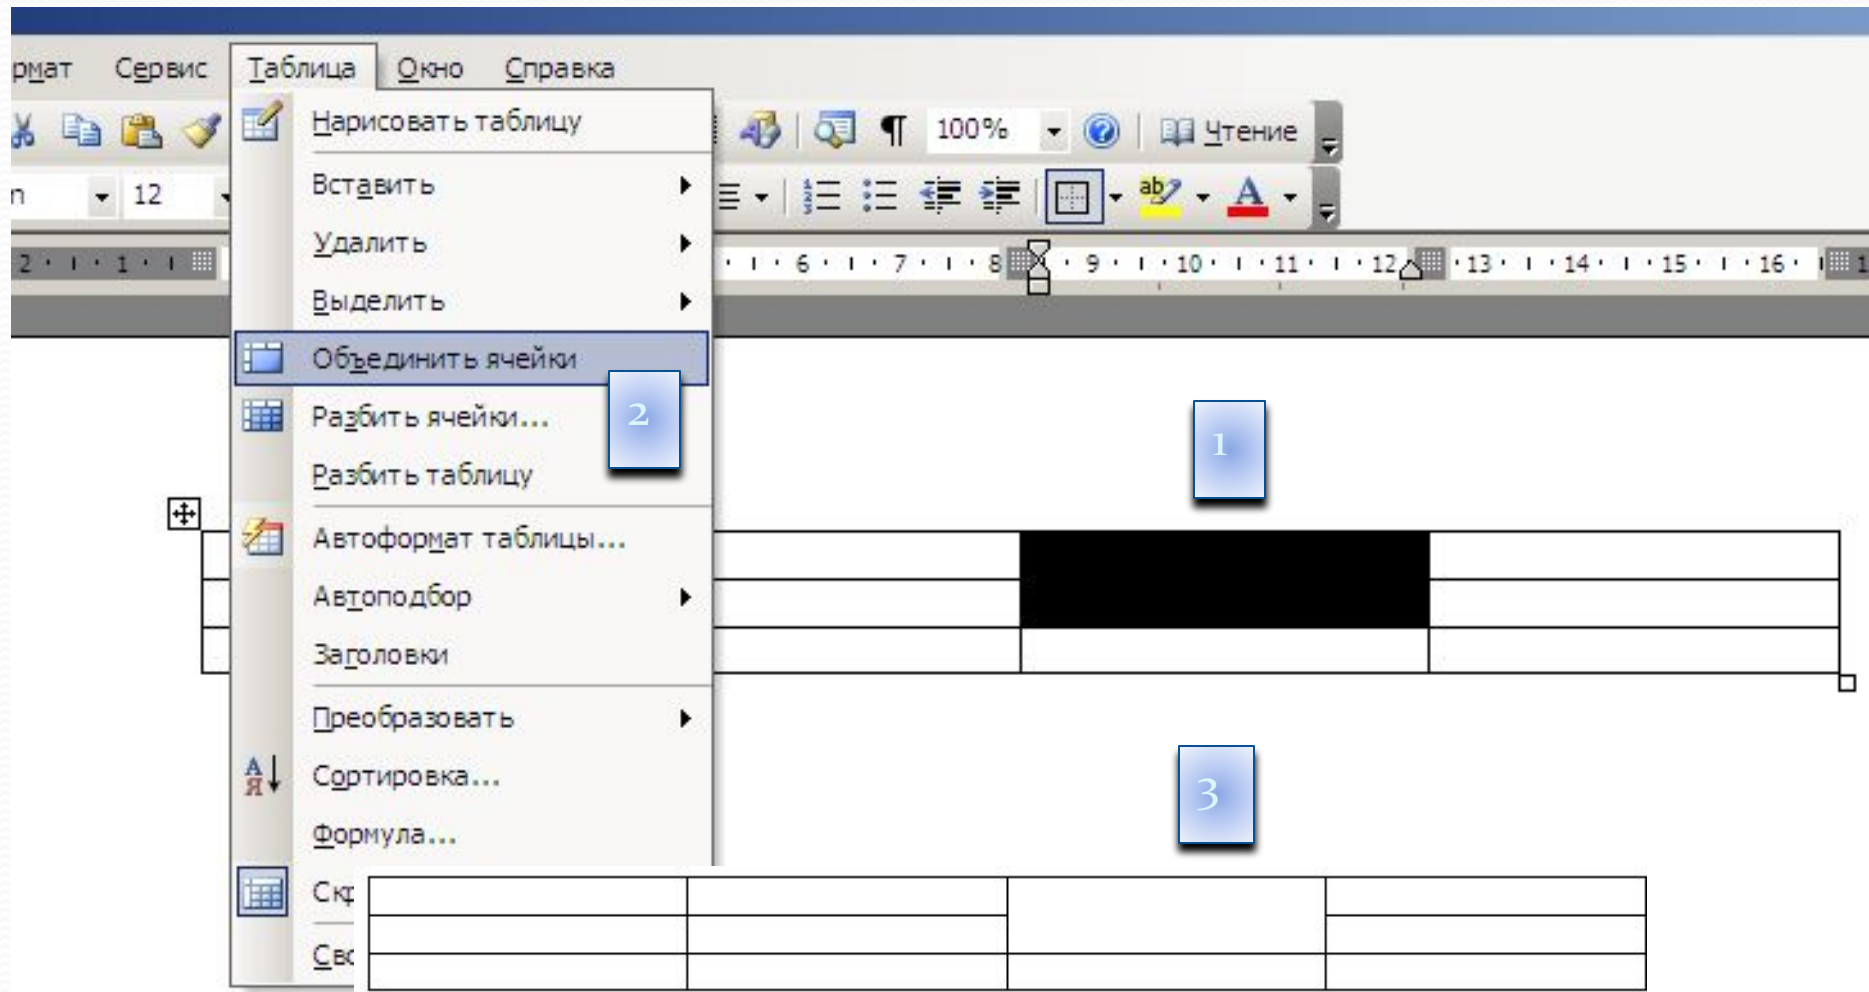 рмат Сервис Таблица Окно Справка
Нарисовать таблицу
100%
Чтение
Вставить
n 12
Удалить
2 1 6 7 8 9 10 11 12 13 14 15 16 1
Выделить
Объединить ячейки
Разбить ячейки...
2
1
Разбить таблицу
Автоформат таблицы...
Автоподбор
Заголовки
Преобразовать
Сортировка...
3
Формула...
Скр
Сво